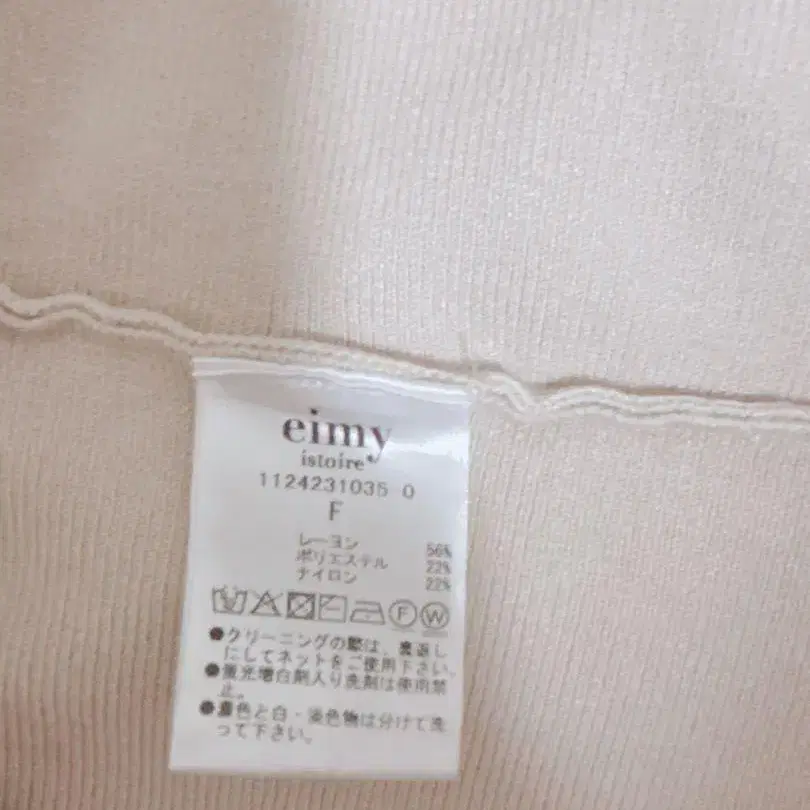 eimy
istoire*
1124231035 0
F
レーヨン 56%
ポリエステル 22%
ナイロン 22%
F W
●クリーニングの際は、裏返し
にしてネットをご使用下さい。
●蛍光増白剤入り洗剤は使用禁
止。
●濃色と白・淡色物は分けて洗
って下さい。